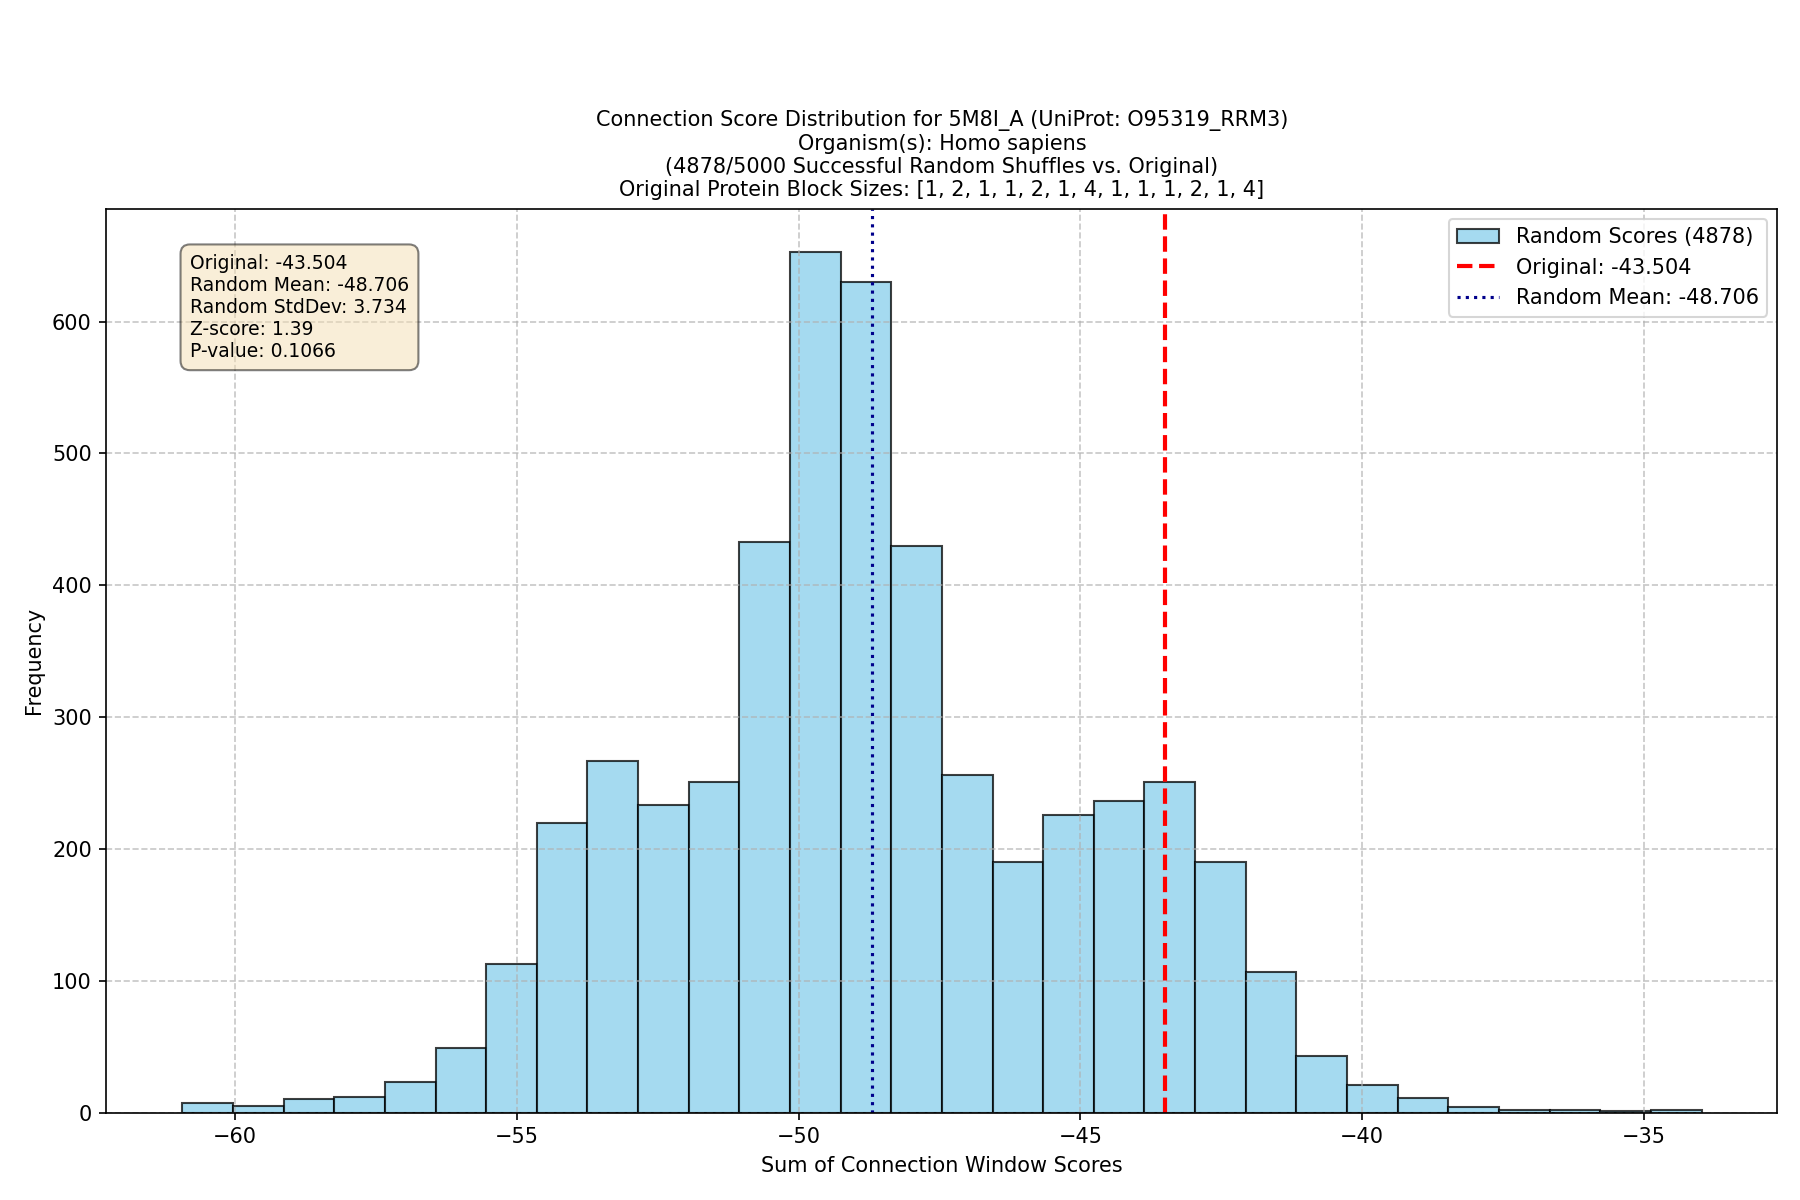 Connection Score Distribution for 5M8I_A (UniProt: O95319_RRM3)
Organism(s): Homo sapiens
(4878/5000 Successful Random Shuffles vs. Original)
Original Protein Block Sizes: [1, 2, 1, 1, 2, 1, 4, 1, 1, 1, 2, 1, 4]
Original: -43.504
Random Mean: -48.706
Random StdDev: 3.734
Z-score: 1.39
P-value: 0.1066
Random Scores (4878)
Original: -43.504
Random Mean: -48.706
Frequency
600
500
400
300
200
100
0
−60
−55
−50
−45
−40
−35
Sum of Connection Window Scores